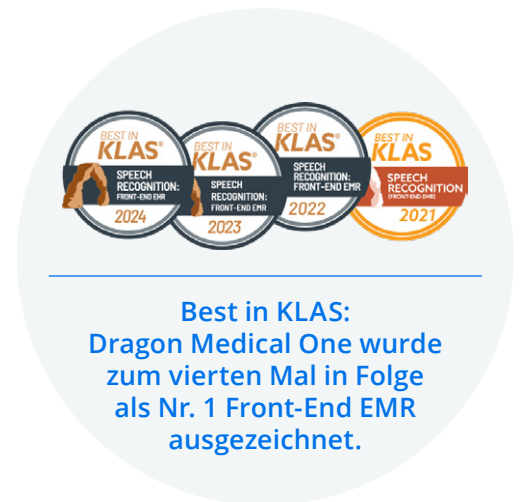 BEST IN
KLAS®
SPEECH
RECOGNITION:
FRONT-END EHR
2024
BEST IN
KLAS®
SPEECH
RECOGNITION:
FRONT-END EMR
2023
BEST IN
KLAS®
SPEECH
RECOGNITION:
FRONT-END EMR
2022
BEST IN
KLAS
SPEECH
RECOGNITION
(FRONT-END EMR)
2021
Best in KLAS:
Dragon Medical One wurde
zum vierten Mal in Folge
als Nr. 1 Front-End EMR
ausgezeichnet.